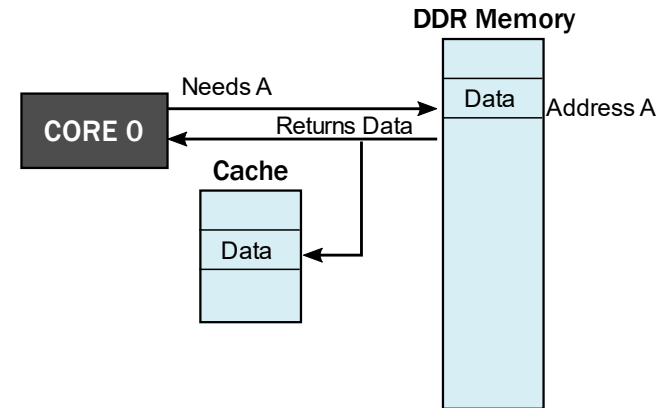 DDR Memory
Needs A
Data
Address A
CORE 0
Returns Data
Cache
Data